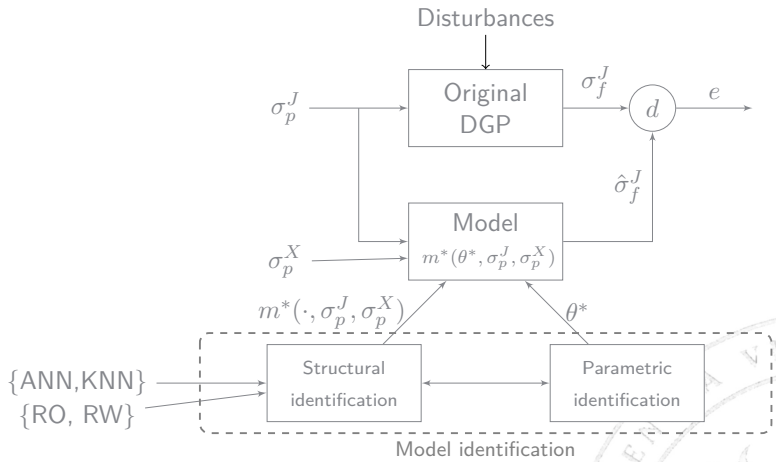 Disturbances
σ_p^J
Original
DGP
σ_f^J
d
e
σ̂_f^J
Model
m*(θ*, σ_p^J, σ_p^X)
σ_p^X
m*(·, σ_p^J, σ_p^X)
θ*
{ANN,KNN}
{RO, RW}
Structural
identification
Parametric
identification
Model identification